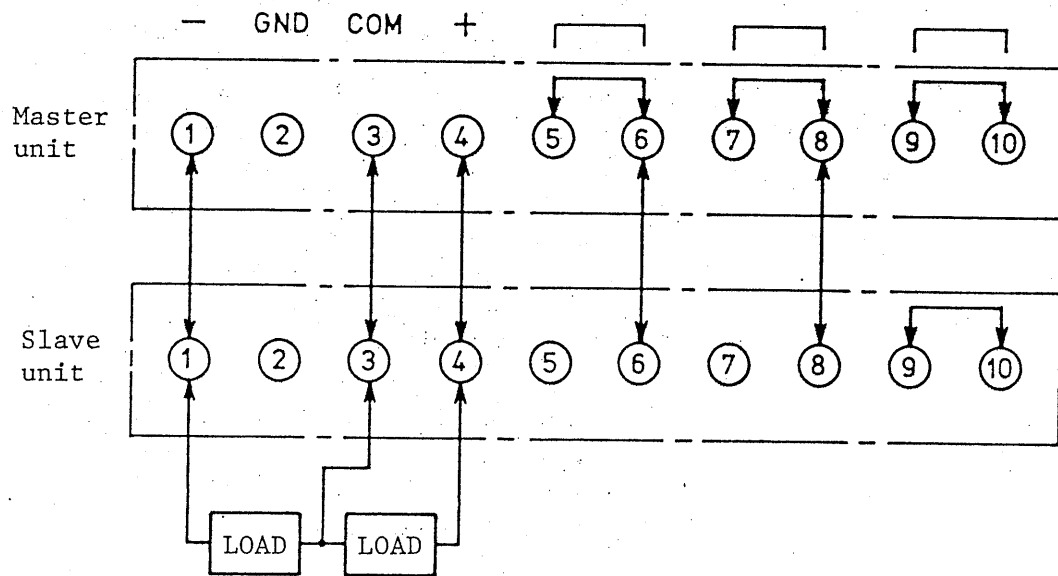 − GND COM +
Master unit
1 2 3 4 5 6 7 8 9 10
Slave unit
1 2 3 4 5 6 7 8 9 10
LOAD LOAD